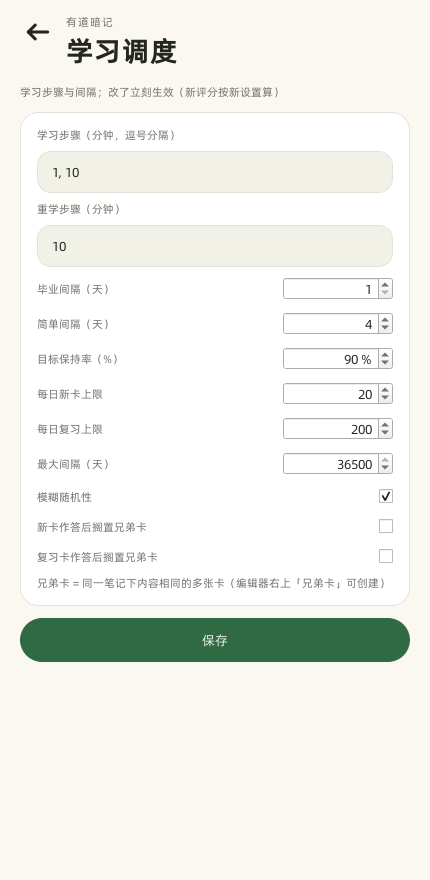 有道暗记
学习调度
学习步骤与间隔；改了立刻生效（新评分按新设置算）
学习步骤（分钟，逗号分隔）
1, 10
重学步骤（分钟）
10
毕业间隔（天） 1
简单间隔（天） 4
目标保持率（%） 90 %
每日新卡上限 20
每日复习上限 200
最大间隔（天） 36500
模糊随机性
新卡作答后搁置兄弟卡
复习卡作答后搁置兄弟卡
兄弟卡 = 同一笔记下内容相同的多张卡（编辑器右上「兄弟卡」可创建）
保存